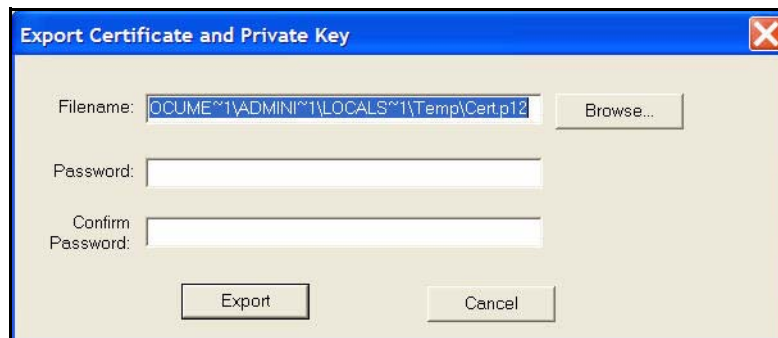 Export Certificate and Private Key
Filename: OCUME~1\ADMINI~1\LOCALS~1\Temp\Cert.p12 Browse...
Password:
Confirm
Password:
Export Cancel